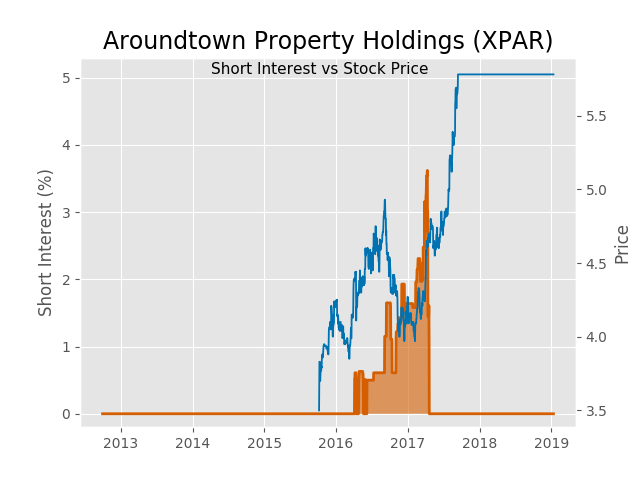 Aroundtown Property Holdings (XPAR)
Short Interest vs Stock Price
Short Interest (%)
5
4
3
2
1
0
5.5
5.0
4.5
4.0
3.5
Price
2013 2014 2015 2016 2017 2018 2019